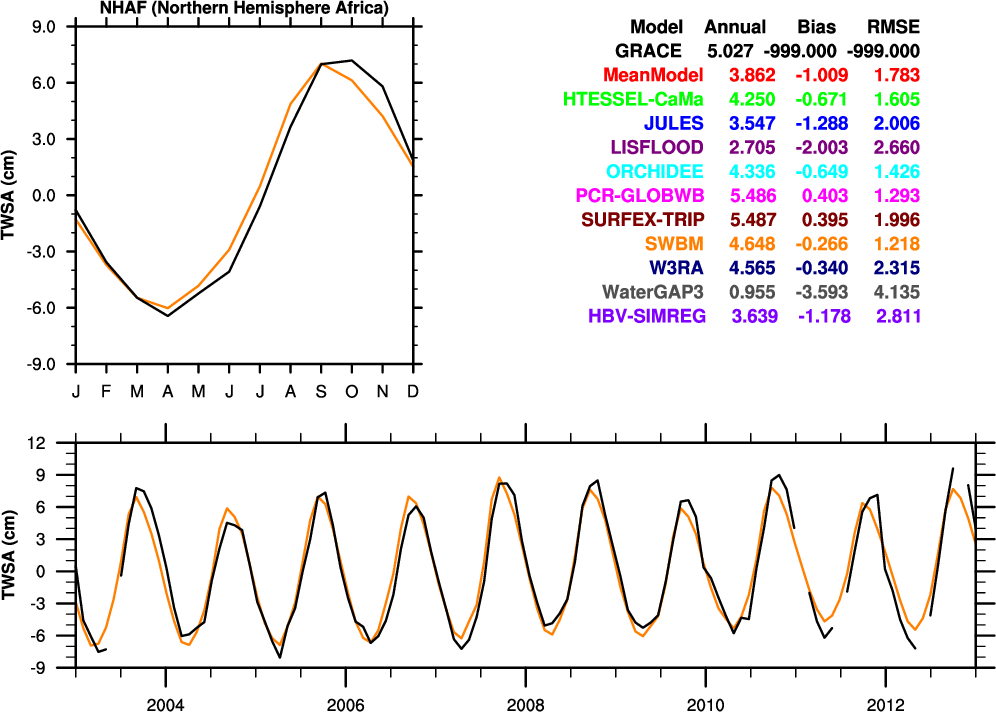 NHAF (Northern Hemisphere Africa)
9.0
6.0
3.0
0.0
-3.0
-6.0
-9.0
TWSA (cm)
J F M A M J J A S O N D
Model Annual Bias RMSE
GRACE 5.027 -999.000 -999.000
MeanModel 3.862 -1.009 1.783
HTESSEL-CaMa 4.250 -0.671 1.605
JULES 3.547 -1.288 2.006
LISFLOOD 2.705 -2.003 2.660
ORCHIDEE 4.336 -0.649 1.426
PCR-GLOBWB 5.486 0.403 1.293
SURFEX-TRIP 5.487 0.395 1.996
SWBM 4.648 -0.266 1.218
W3RA 4.565 -0.340 2.315
WaterGAP3 0.955 -3.593 4.135
HBV-SIMREG 3.639 -1.178 2.811
12
9
6
3
0
-3
-6
-9
TWSA (cm)
2004 2006 2008 2010 2012